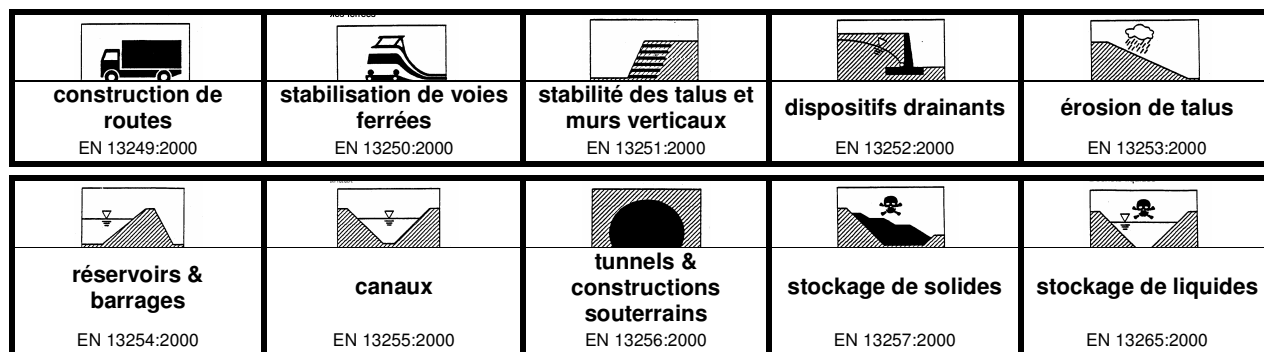 construction de
routes
EN 13249:2000
stabilisation de voies
ferrées
EN 13250:2000
stabilité des talus et
murs verticaux
EN 13251:2000
dispositifs drainants
EN 13252:2000
érosion de talus
EN 13253:2000
réservoirs &
barrages
EN 13254:2000
canaux
EN 13255:2000
tunnels &
constructions
souterrains
EN 13256:2000
stockage de solides
EN 13257:2000
stockage de liquides
EN 13265:2000